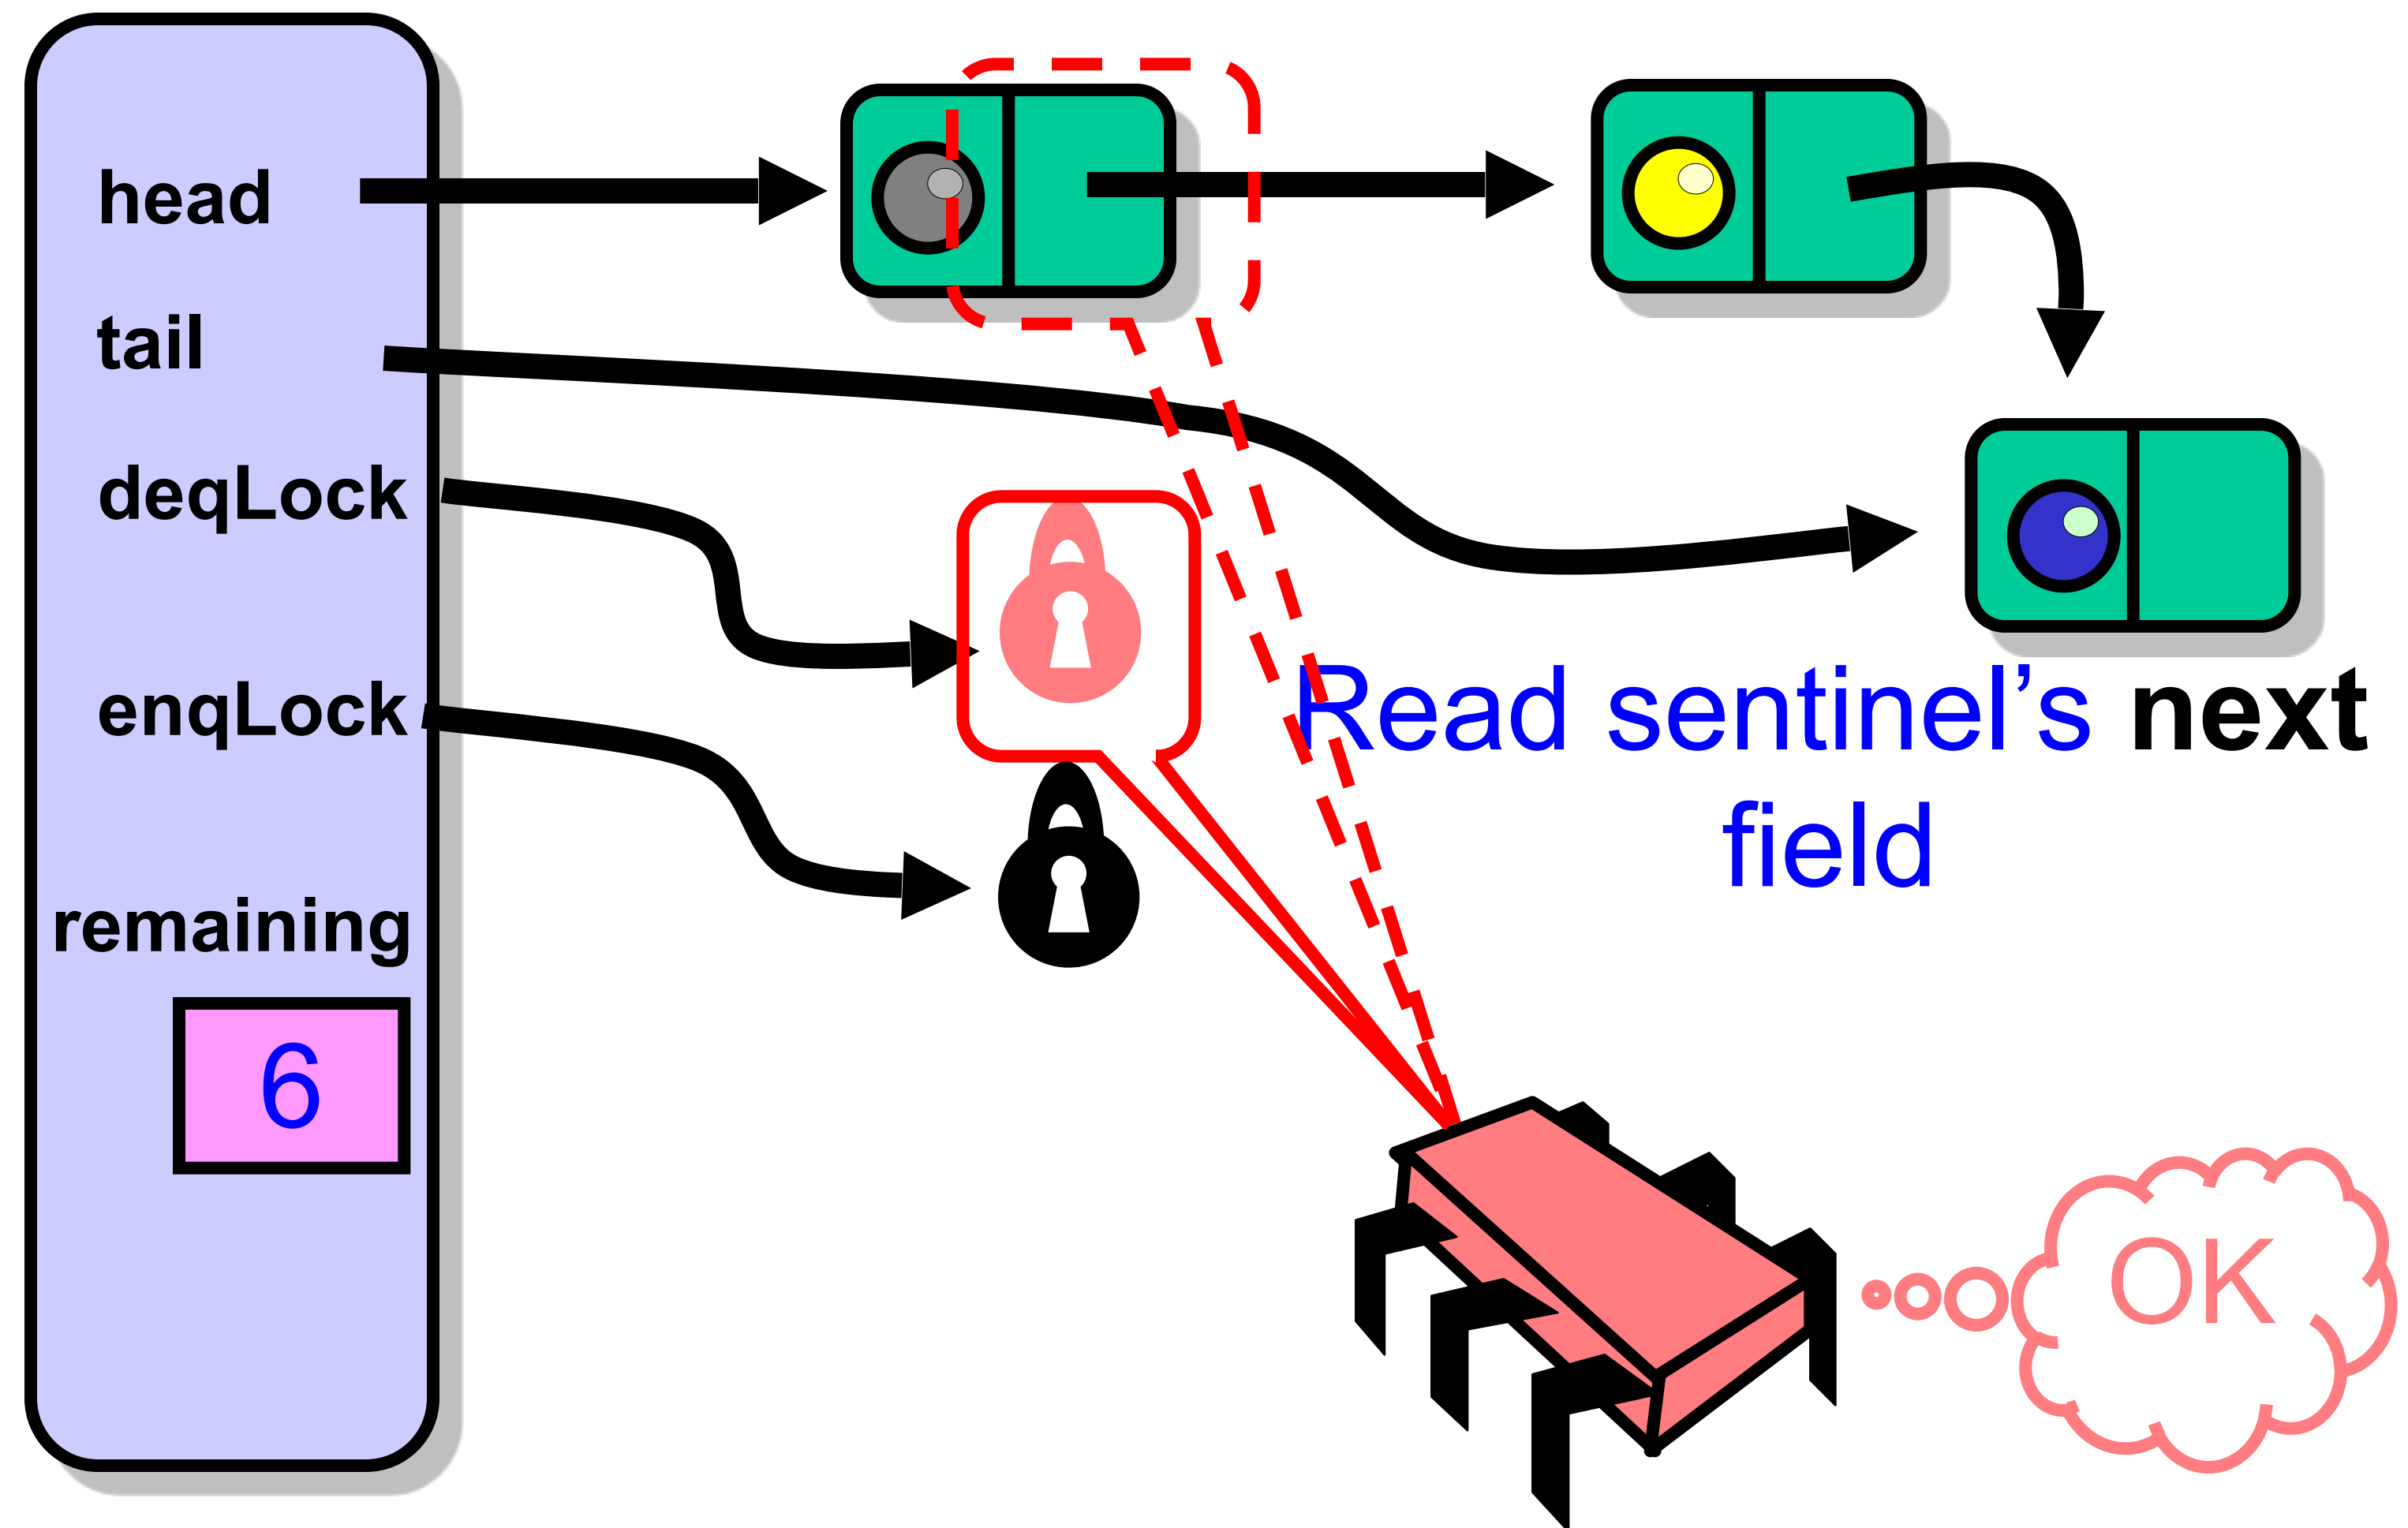 head
tail
deqLock
enqLock
remaining
6
Read sentinel’s next
field
OK